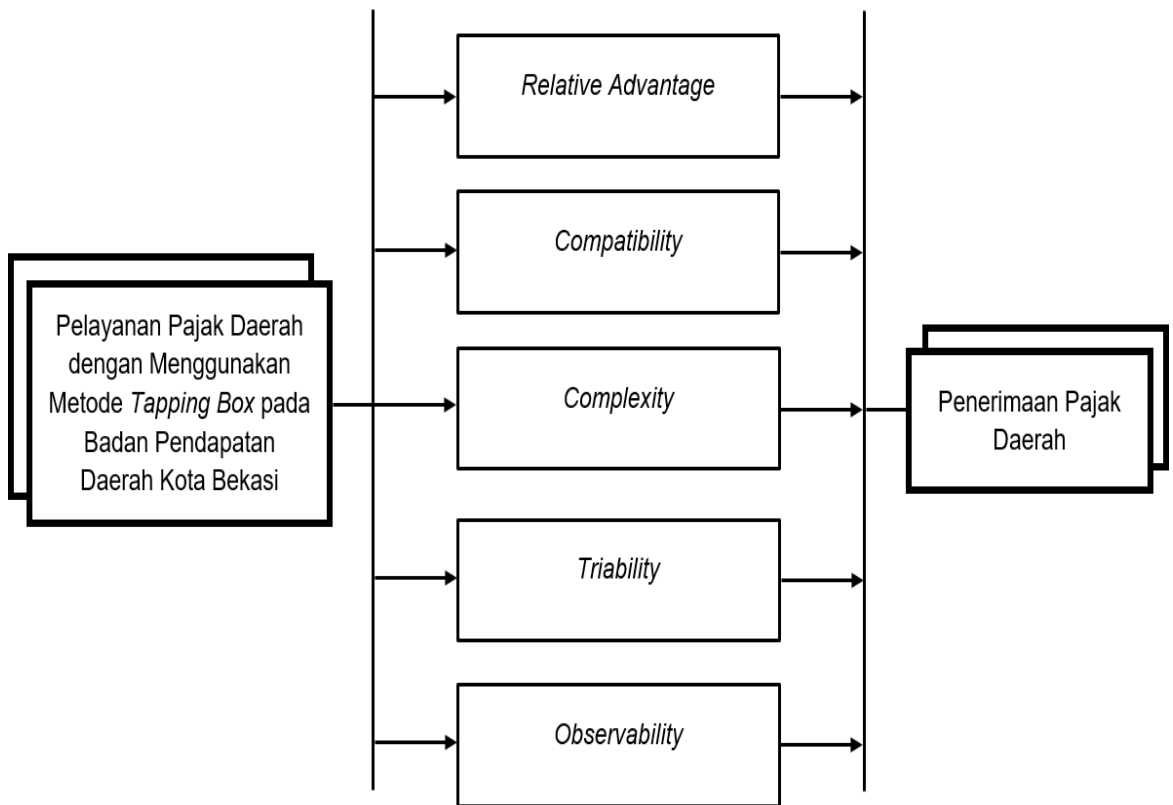 Pelayanan Pajak Daerah
dengan Menggunakan
Metode Tapping Box pada
Badan Pendapatan
Daerah Kota Bekasi
Relative Advantage
Compatibility
Complexity
Triability
Observability
Penerimaan Pajak
Daerah